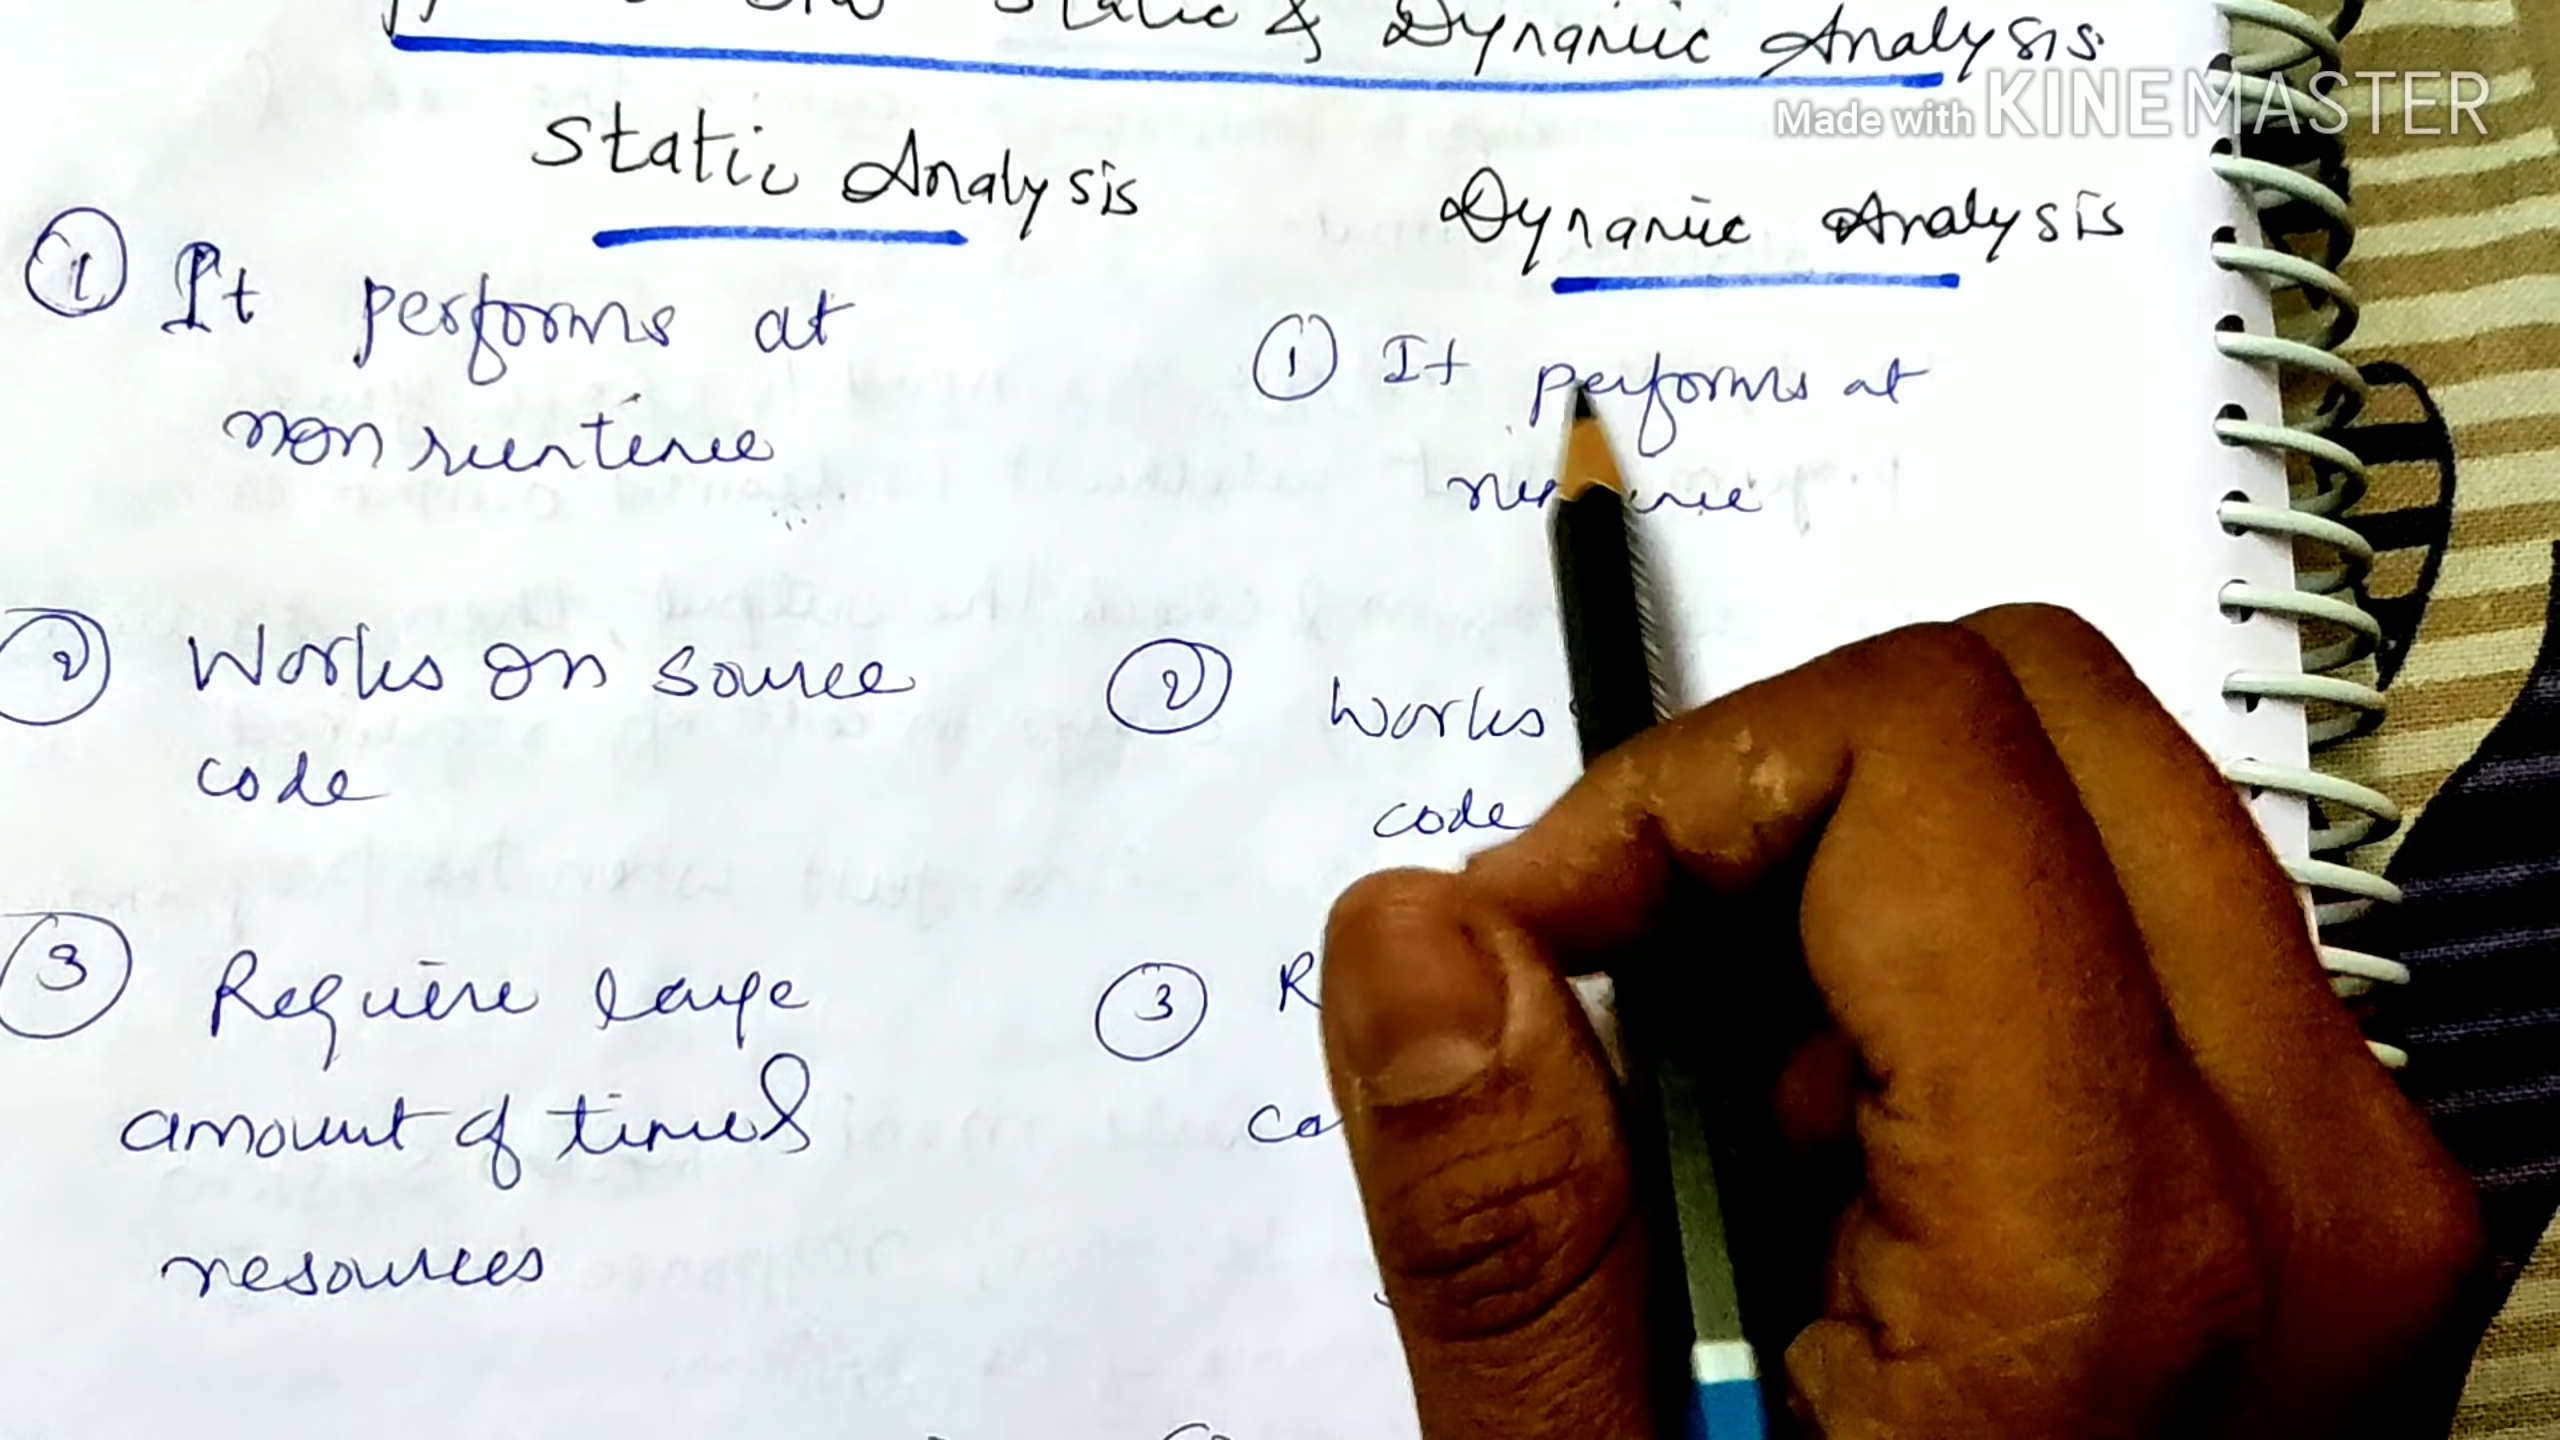 Static & Dynamic Analysis
Made with KINEMASTER
Static Analysis
① It performs at
non runtime
② Works on source
code
③ Require large
amount of time &
resources
Dynamic Analysis
① It performs at
② Works
code
③